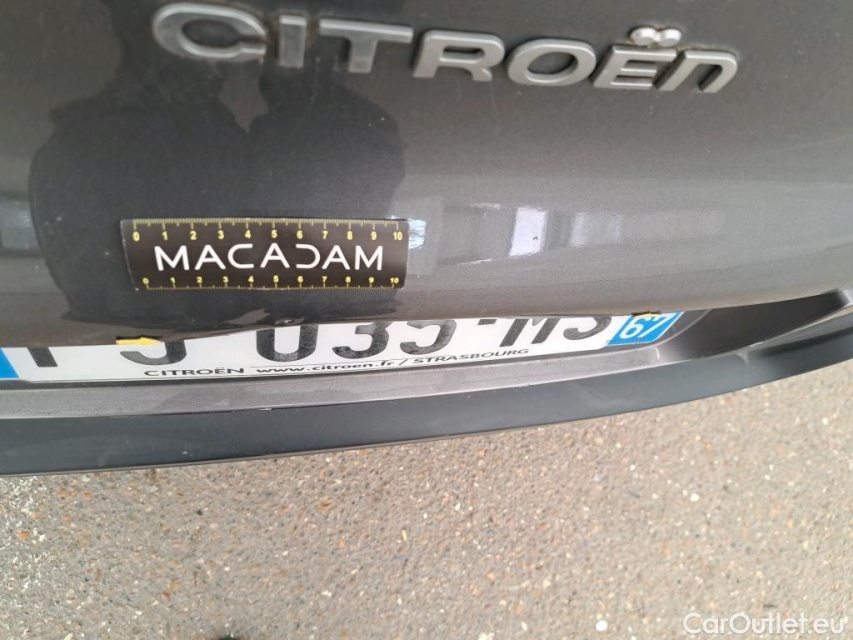 CITROËN
0 1 2 3 4 5 6 7 8 9 10
MACADAM
0 1 2 3 4 5 6 7 8 9 10
035-MS 67
CITROËN www.citroen.fr/STRASBOURG
CarOutlet.eu